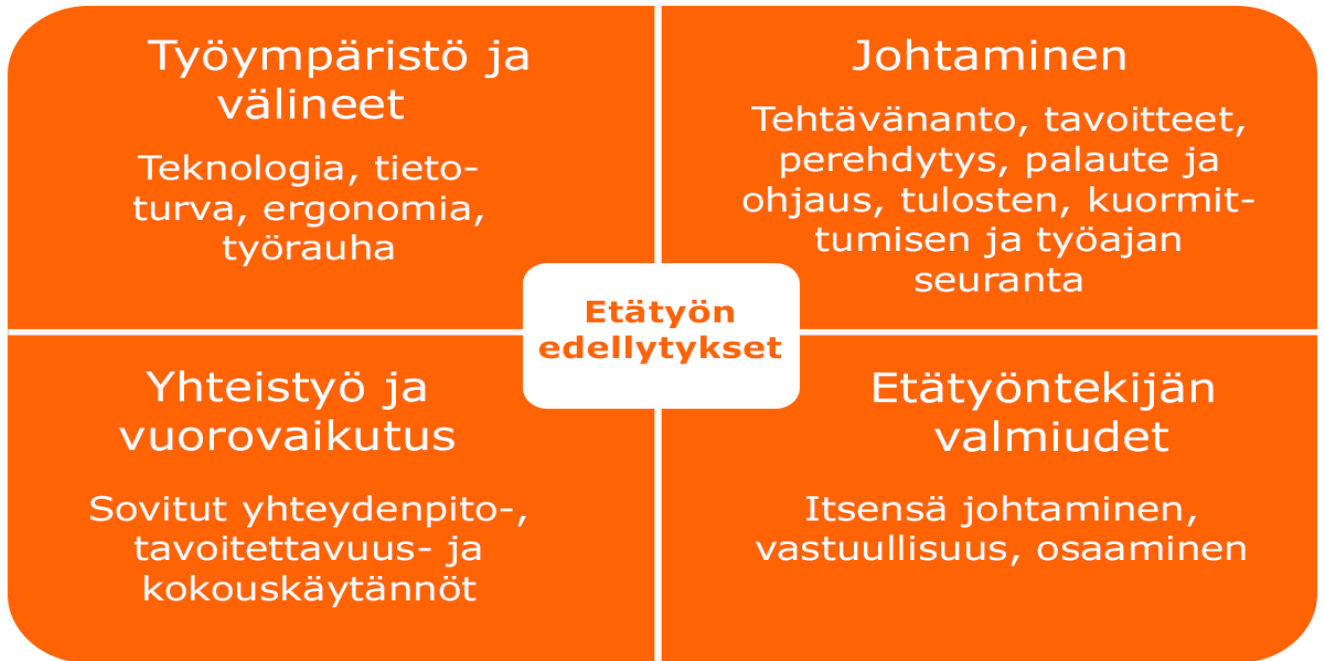 Työympäristö ja
välineet
Teknologia, tieto-
turva, ergonomia,
työrauha
Johtaminen
Tehtävänanto, tavoitteet,
perehdytys, palaute ja
ohjaus, tulosten, kuormit-
tumisen ja työajan
seuranta
Etätyön
edellytykset
Yhteistyö ja
vuorovaikutus
Sovitut yhteydenpito-,
tavoitettavuus- ja
kokouskäytännöt
Etätyöntekijän
valmiudet
Itsensä johtaminen,
vastuullisuus, osaaminen